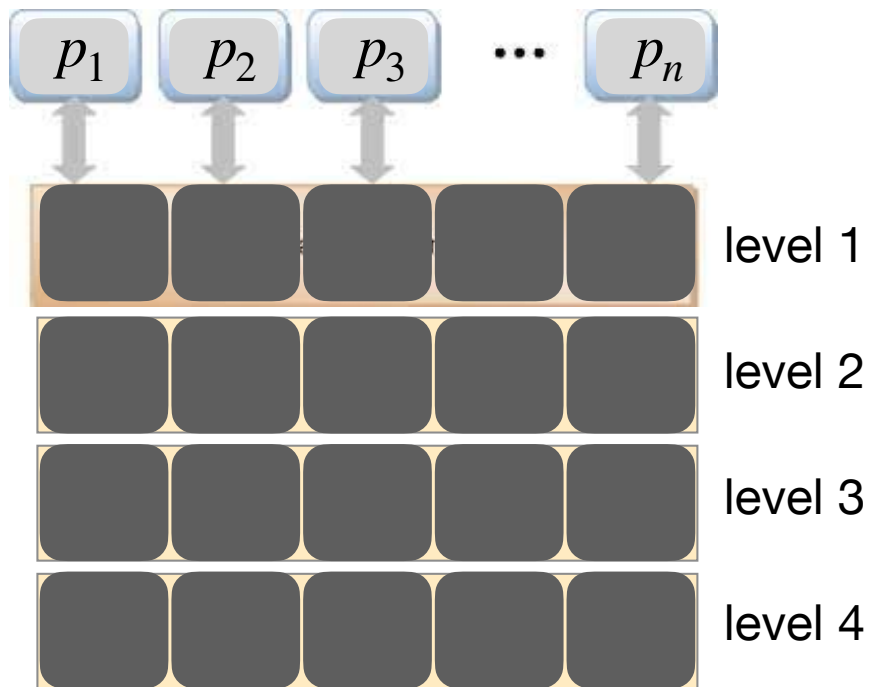 p₁ p₂ p₃ ••• pₙ
level 1
level 2
level 3
level 4